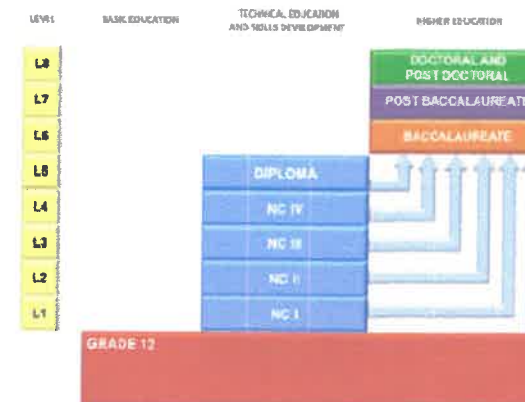 LEVEL
BASIC EDUCATION
TECHNICAL EDUCATION
AND SKILLS DEVELOPMENT
HIGHER EDUCATION
L8
DOCTORAL AND
POST DOCTORAL
L7
POST BACCALAUREATE
L6
BACCALAUREATE
L5
DIPLOMA
L4
NC IV
L3
NC III
L2
NC II
L1
NC I
GRADE 12